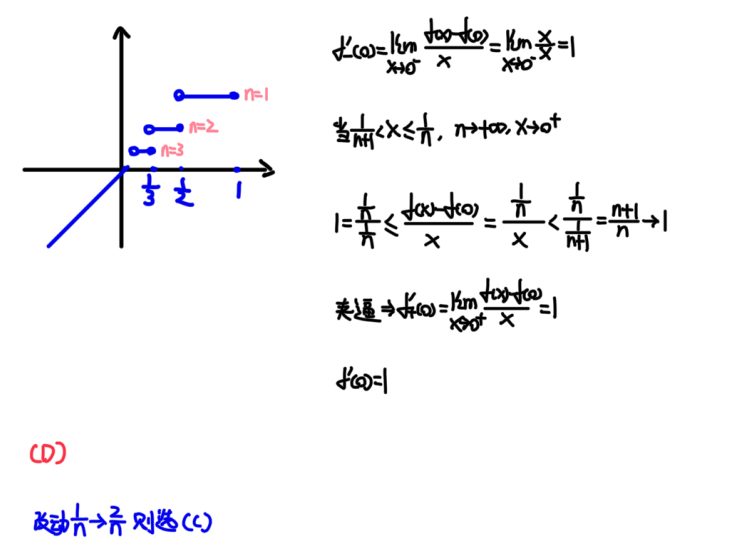 n=1
n=2
n=3
1/3 1/2 1
f'₋(0)=lim_{x→0⁻} (f(x)-f(0))/x = lim_{x→0⁻} x/x = 1
当 1/(n+1) < x ≤ 1/n, n→+∞, x→0⁺
1 = (1/n)/(1/n) ≤ (f(x)-f(0))/x = (1/n)/x < (1/n)/(1/(n+1)) = (n+1)/n → 1
夹逼 ⇒ f'₊(0)=lim_{x→0⁺} (f(x)-f(0))/x = 1
f'(0)=1
(D)
改动 1/n → 2/n 则选(C)